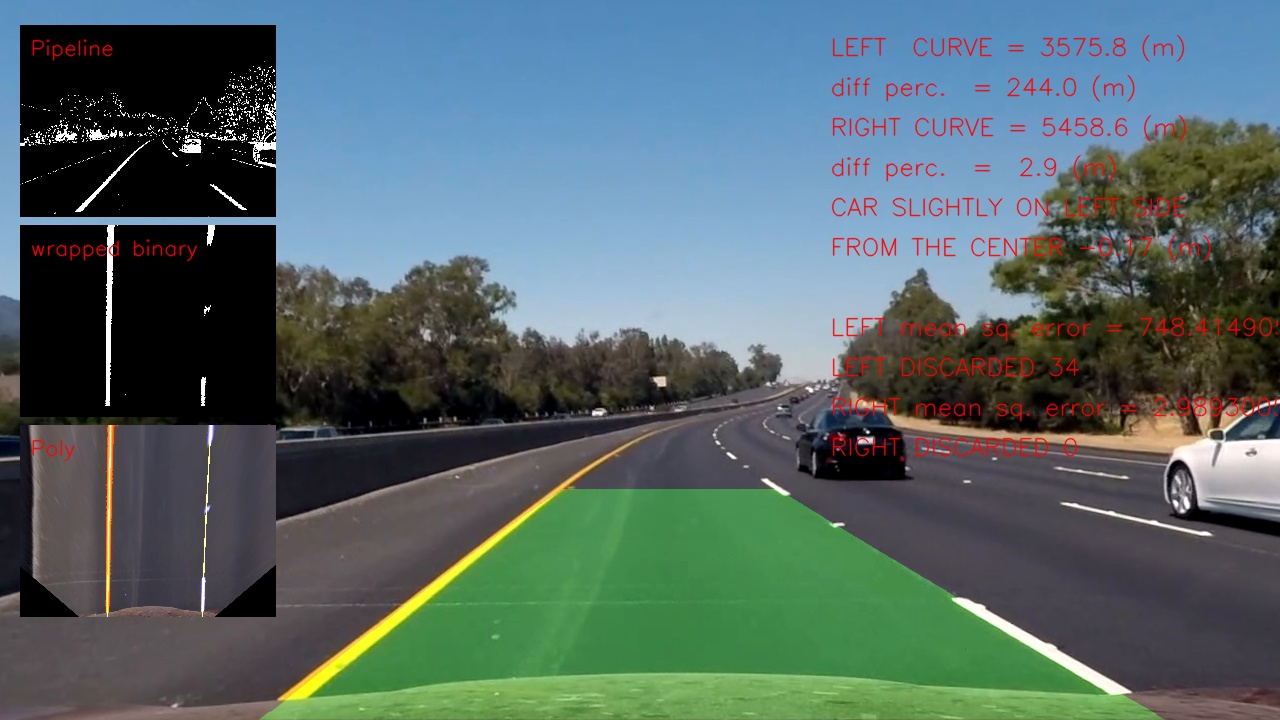 Pipeline
wrapped binary
Poly
LEFT CURVE = 3575.8 (m)
diff perc. = 244.0 (m)
RIGHT CURVE = 5458.6 (m)
diff perc. = 2.9 (m)
CAR SLIGHTLY ON LEFT SIDE
FROM THE CENTER -0.17 (m)
LEFT mean sq. error = 748.41490
LEFT DISCARDED 34
RIGHT mean sq. error = 2.989300
RIGHT DISCARDED 0